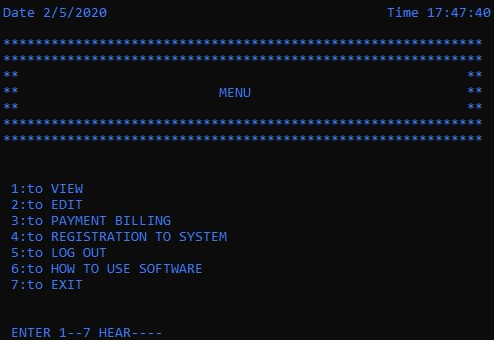 Date 2/5/2020 Time 17:47:40
************************************************************
************************************************************
** **
** MENU **
** **
************************************************************
************************************************************
1:to VIEW
2:to EDIT
3:to PAYMENT BILLING
4:to REGISTRATION TO SYSTEM
5:to LOG OUT
6:to HOW TO USE SOFTWARE
7:to EXIT
ENTER 1--7 HEAR----